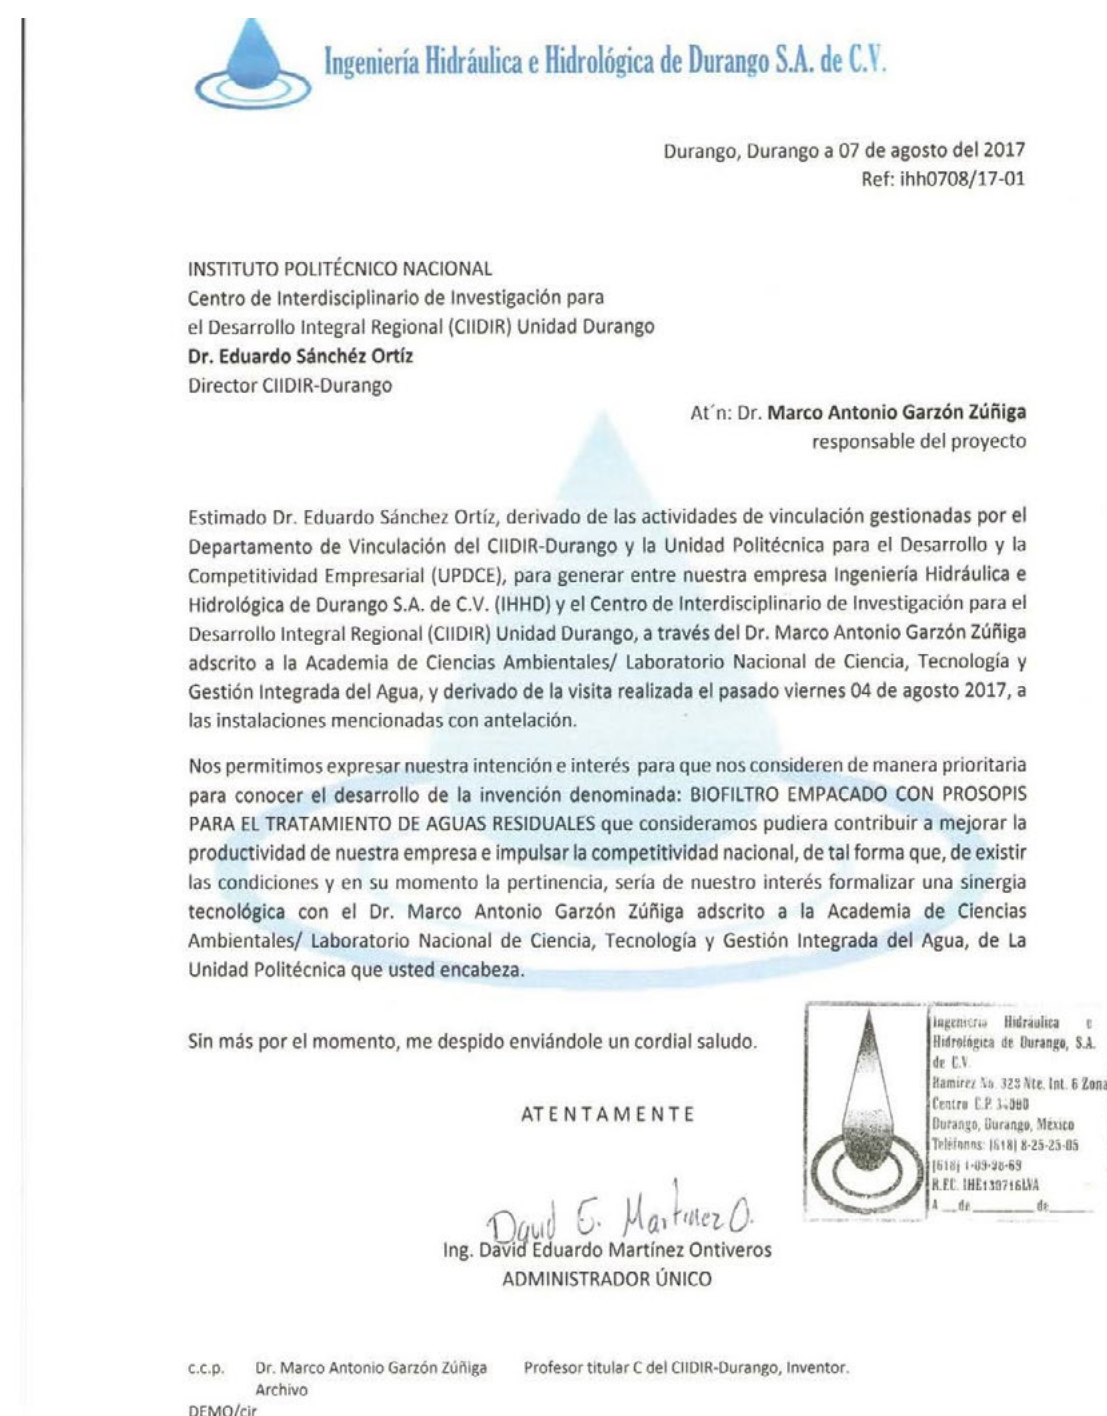 Ingeniería Hidráulica e Hidrológica de Durango S.A. de C.V.
Durango, Durango a 07 de agosto del 2017
Ref: ihh0708/17-01
INSTITUTO POLITÉCNICO NACIONAL
Centro de Interdisciplinario de Investigación para
el Desarrollo Integral Regional (CIIDIR) Unidad Durango
Dr. Eduardo Sánchéz Ortíz
Director CIIDIR-Durango
At´n: Dr. Marco Antonio Garzón Zúñiga
responsable del proyecto
Estimado Dr. Eduardo Sánchez Ortíz, derivado de las actividades de vinculación gestionadas por el
Departamento de Vinculación del CIIDIR-Durango y la Unidad Politécnica para el Desarrollo y la
Competitividad Empresarial (UPDCE), para generar entre nuestra empresa Ingeniería Hidráulica e
Hidrológica de Durango S.A. de C.V. (IHHD) y el Centro de Interdisciplinario de Investigación para el
Desarrollo Integral Regional (CIIDIR) Unidad Durango, a través del Dr. Marco Antonio Garzón Zúñiga
adscrito a la Academia de Ciencias Ambientales/ Laboratorio Nacional de Ciencia, Tecnología y
Gestión Integrada del Agua, y derivado de la visita realizada el pasado viernes 04 de agosto 2017, a
las instalaciones mencionadas con antelación.
Nos permitimos expresar nuestra intención e interés para que nos consideren de manera prioritaria
para conocer el desarrollo de la invención denominada: BIOFILTRO EMPACADO CON PROSOPIS
PARA EL TRATAMIENTO DE AGUAS RESIDUALES que consideramos pudiera contribuir a mejorar la
productividad de nuestra empresa e impulsar la competitividad nacional, de tal forma que, de existir
las condiciones y en su momento la pertinencia, sería de nuestro interés formalizar una sinergia
tecnológica con el Dr. Marco Antonio Garzón Zúñiga adscrito a la Academia de Ciencias
Ambientales/ Laboratorio Nacional de Ciencia, Tecnología y Gestión Integrada del Agua, de La
Unidad Politécnica que usted encabeza.
Sin más por el momento, me despido enviándole un cordial saludo.
Ingeniería Hidráulica e
Hidrológica de Durango, S.A.
de C.V.
Ramírez No. 323 Nte. Int. 6 Zona
Centro C.P.
Durango, Durango, México
Teléfonos: (618) 8-25-25-05
(618)
R.F.C.
A __ de ________ de ____
ATENTAMENTE
David E. Martínez O.
Ing. David Eduardo Martínez Ontiveros
ADMINISTRADOR ÚNICO
c.c.p. Dr. Marco Antonio Garzón Zúñiga Profesor titular C del CIIDIR-Durango, Inventor.
Archivo
DEMO/cir